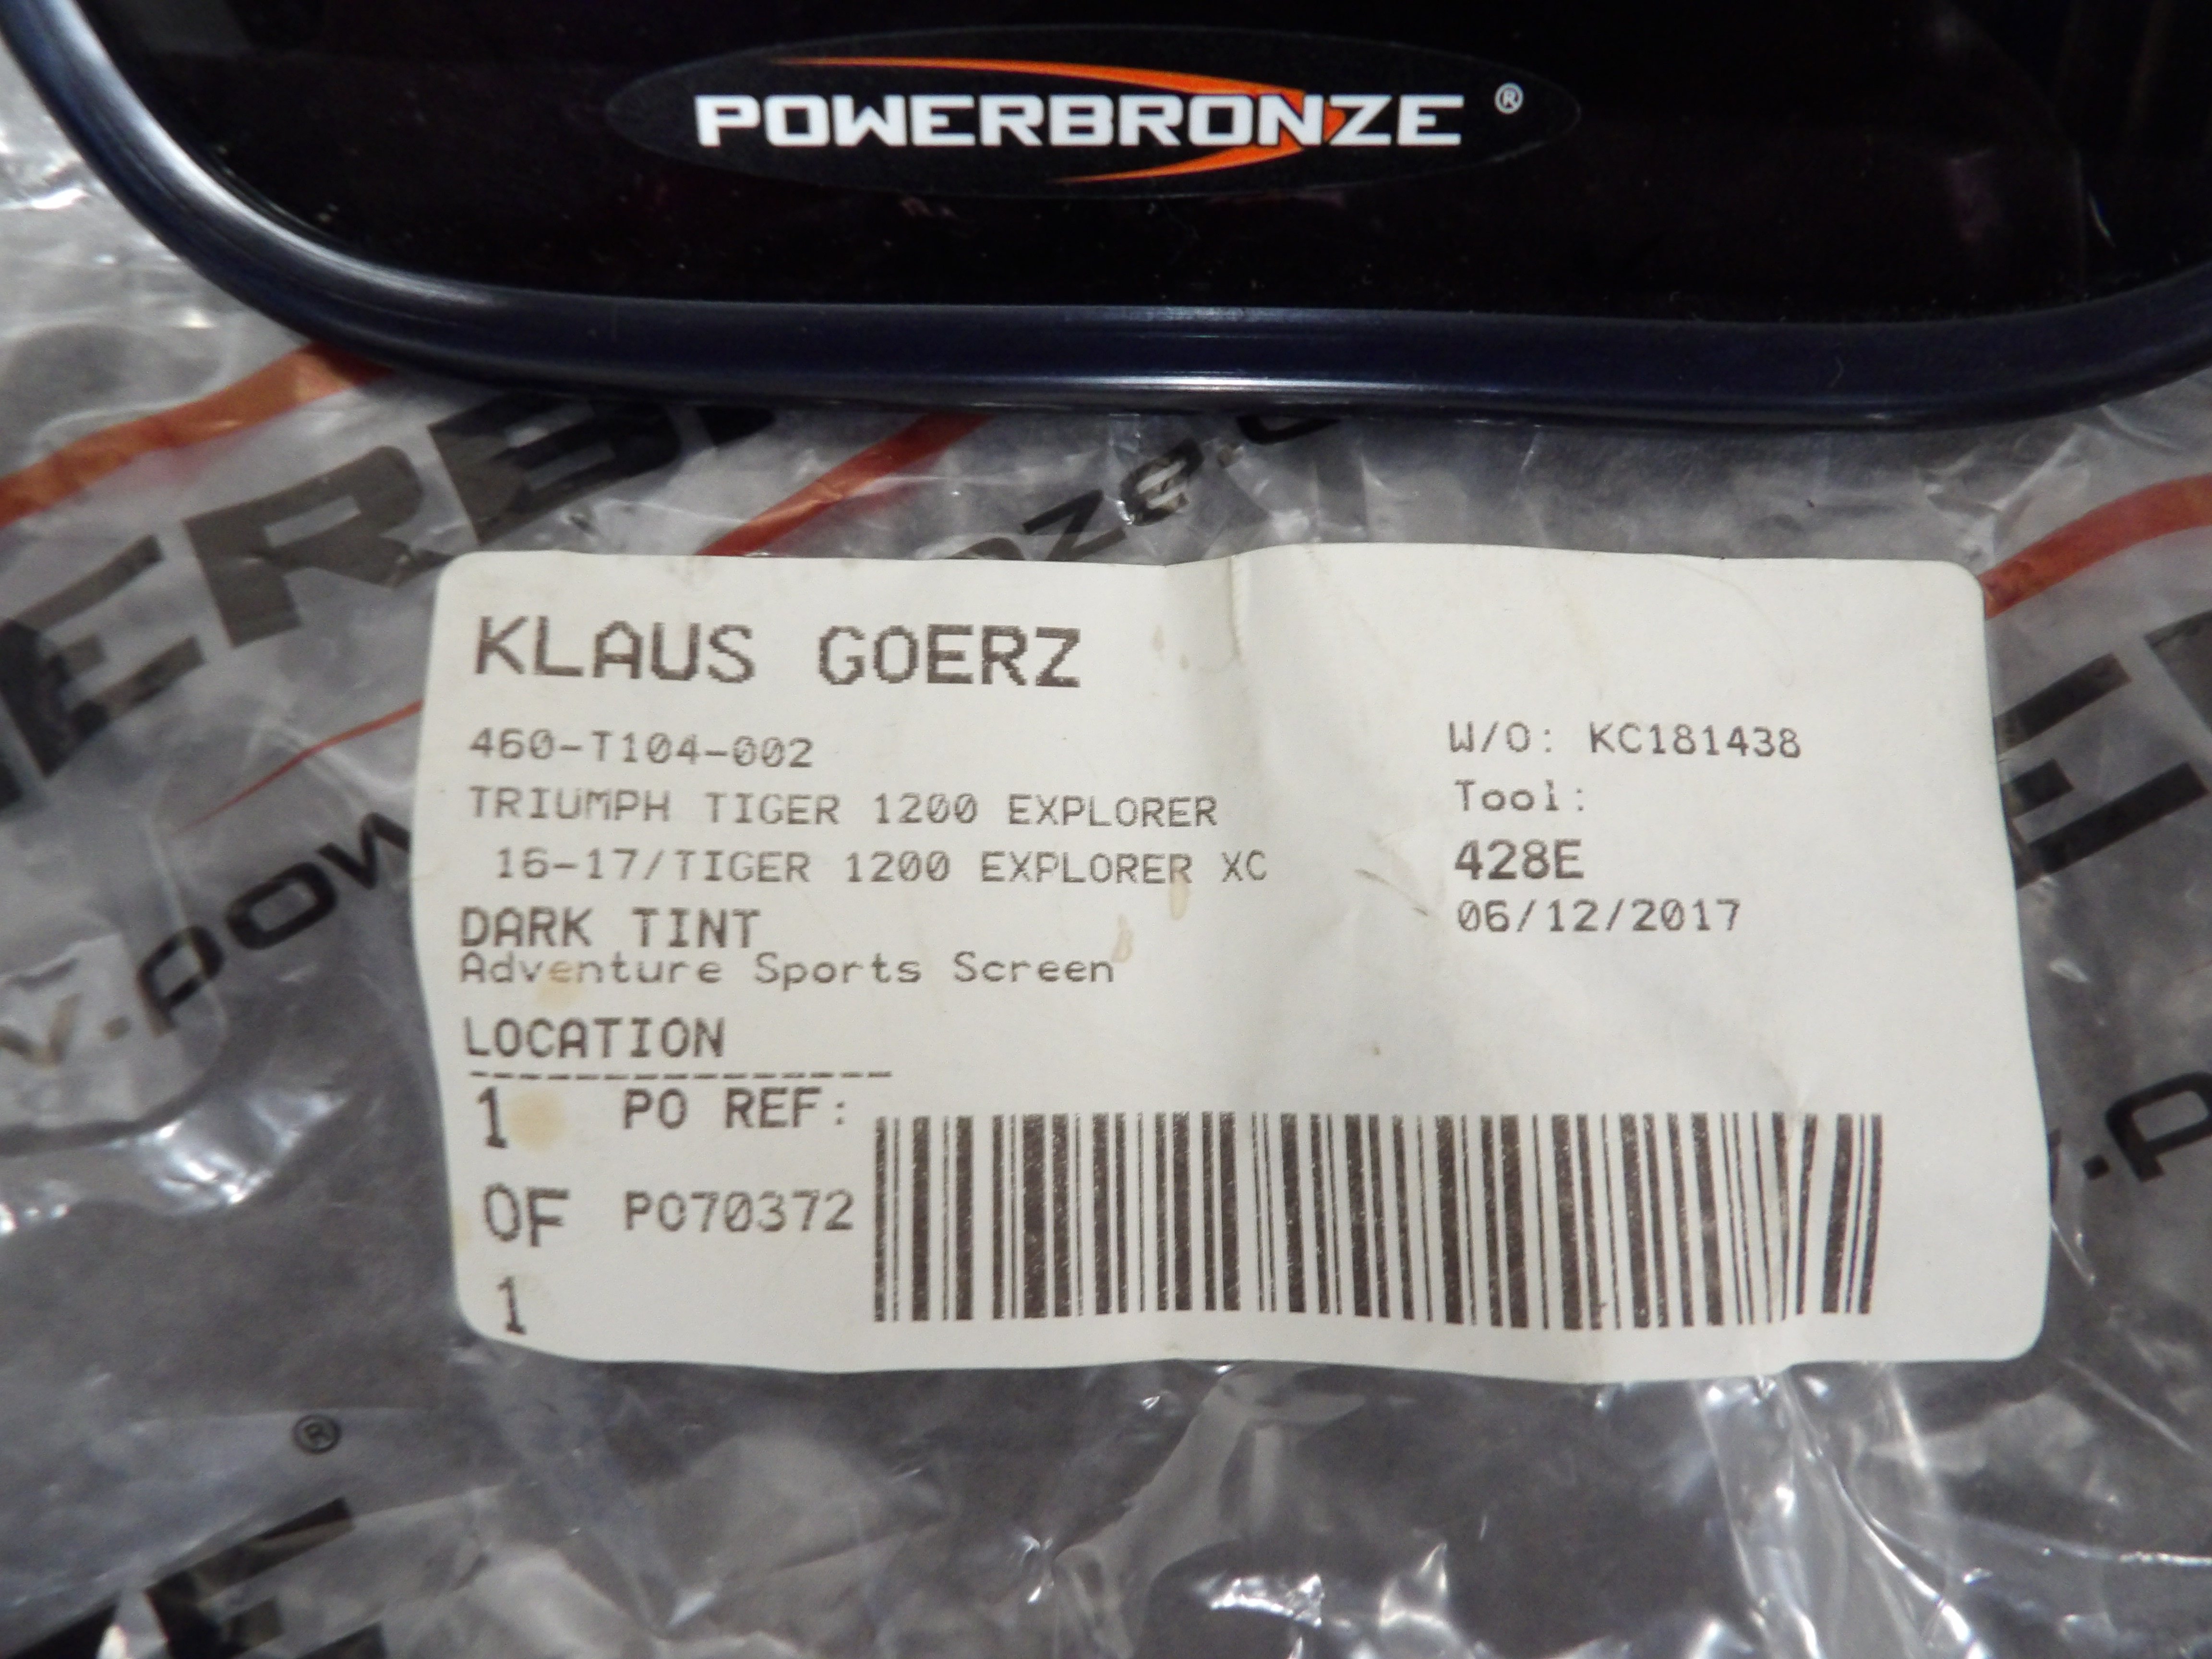 POWERBRONZE ®
KLAUS GOERZ
460-T104-002
TRIUMPH TIGER 1200 EXPLORER
16-17/TIGER 1200 EXPLORER XC
DARK TINT
Adventure Sports Screen
LOCATION
---------------
W/O: KC181438
Tool:
428E
06/12/2017
1 PO REF:
OF PO70372
1
®